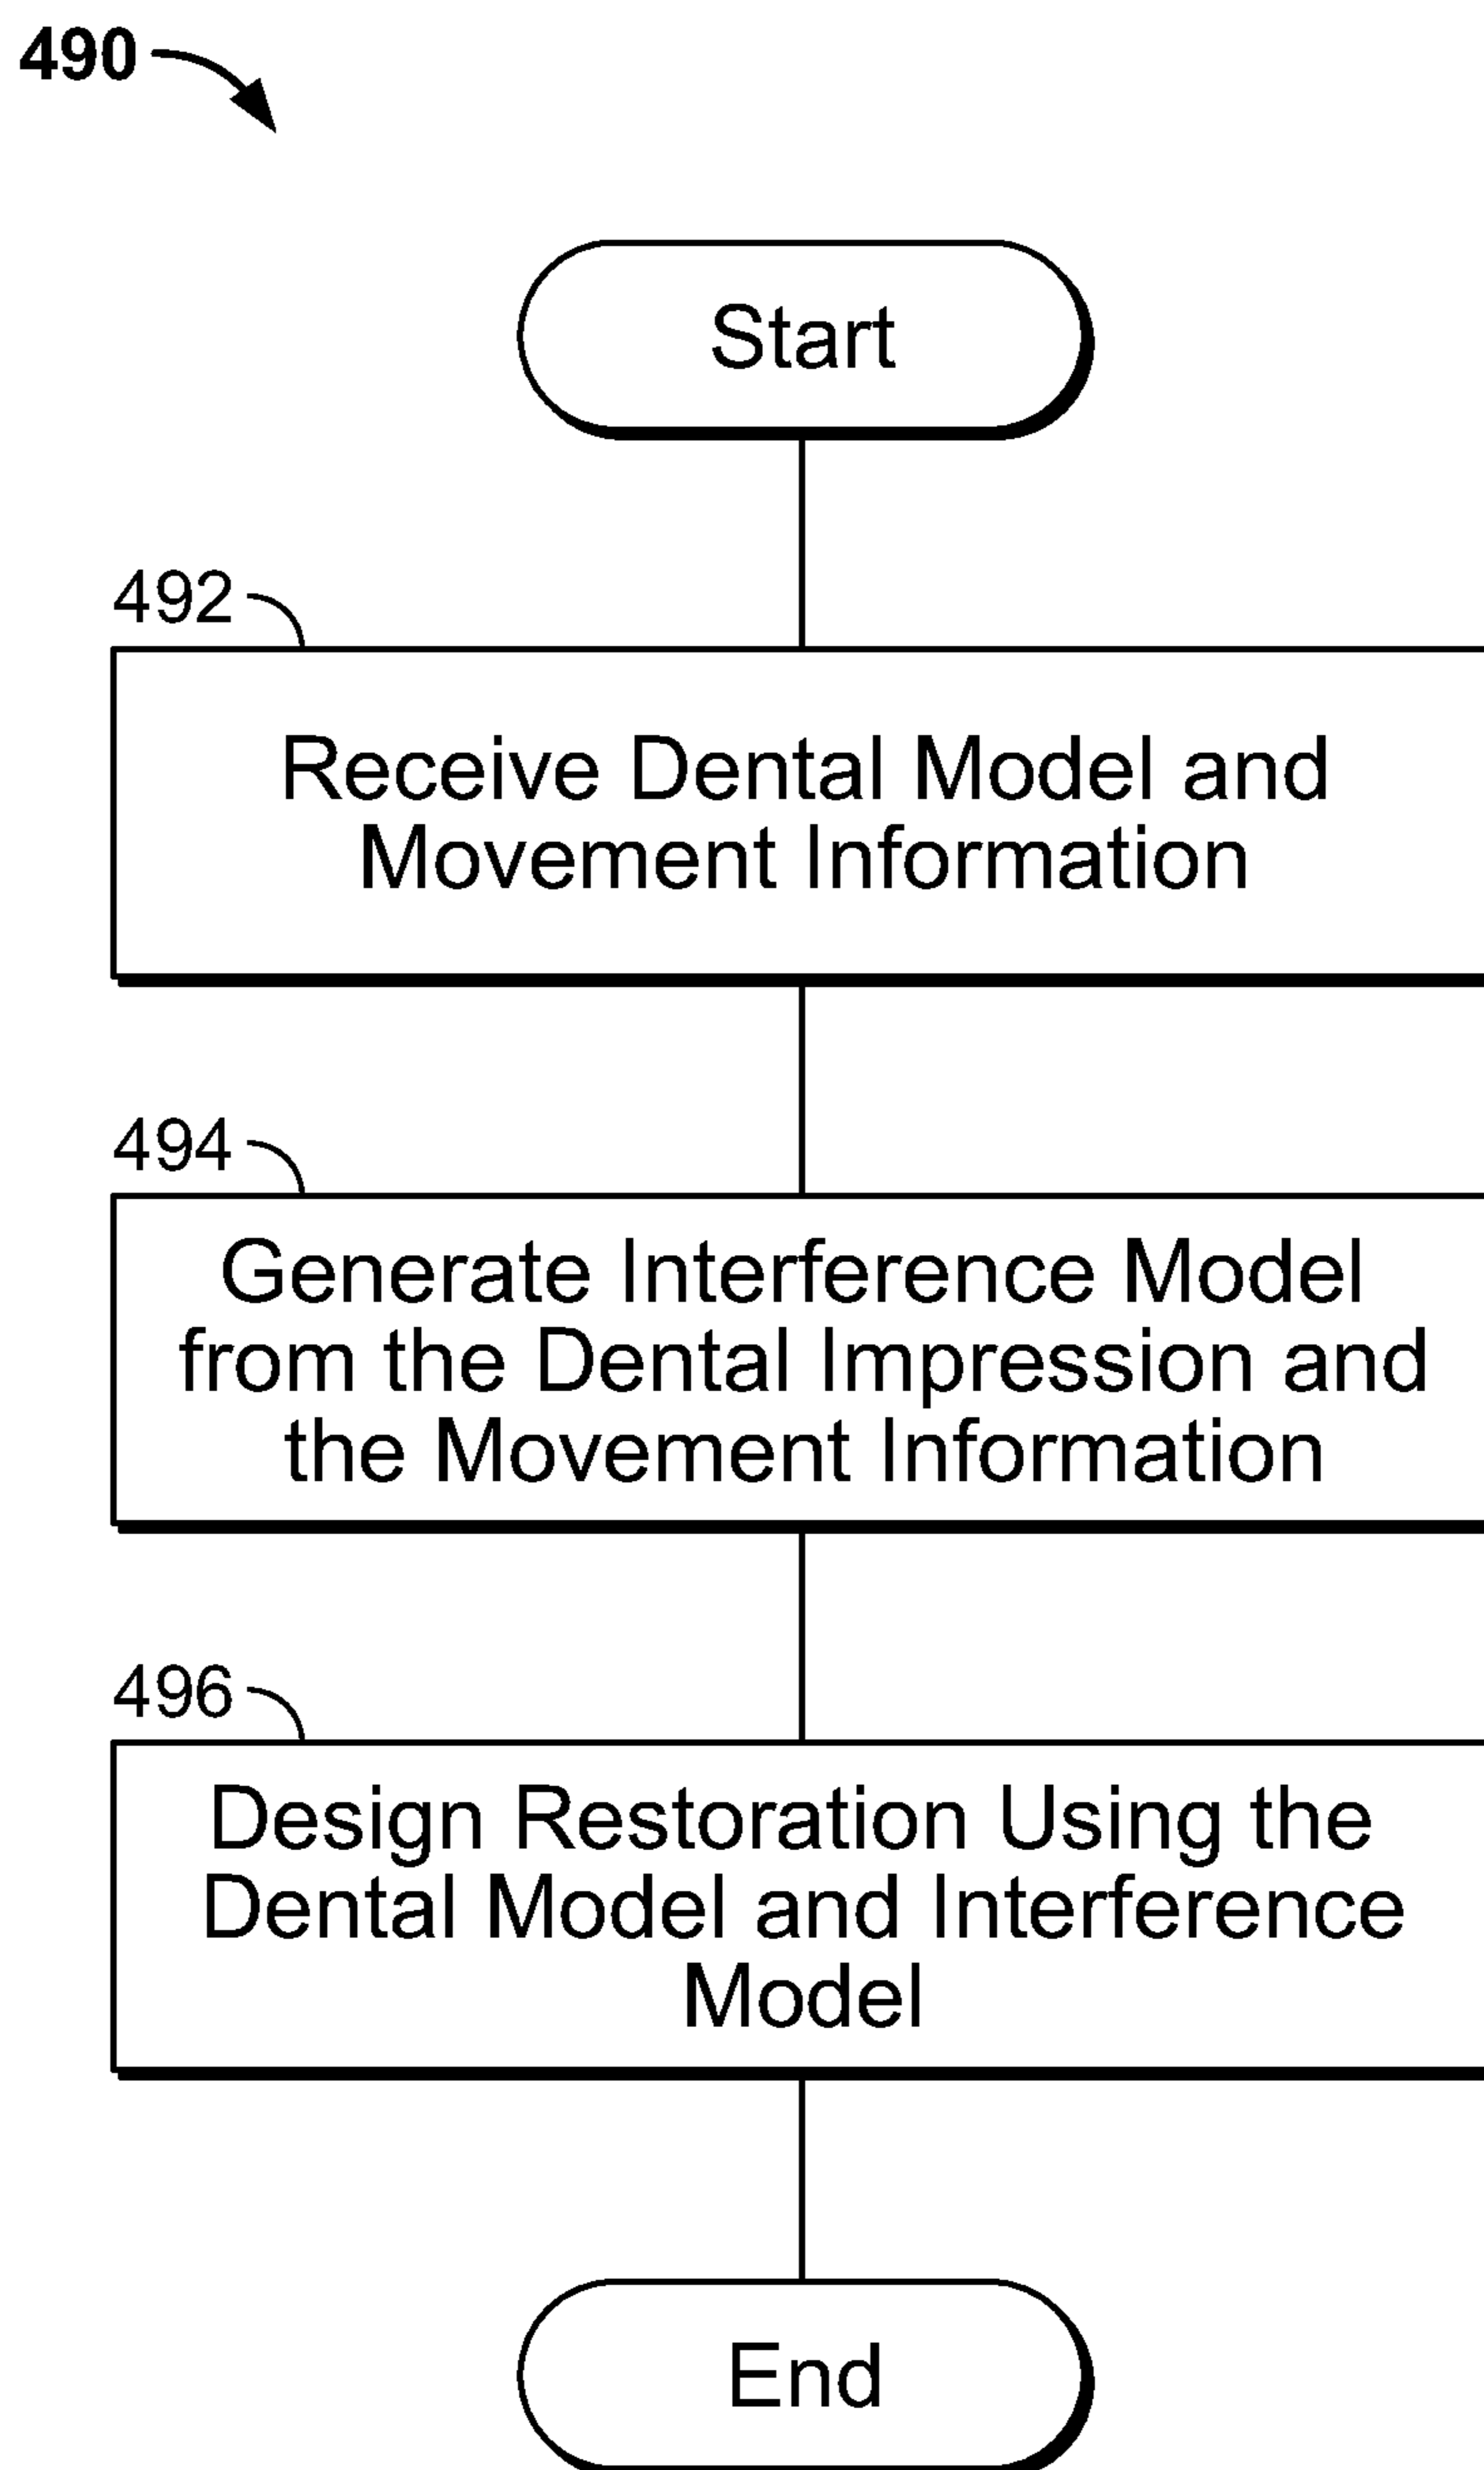 490
Start
492
Receive Dental Model and
Movement Information
494
Generate Interference Model
from the Dental Impression and
the Movement Information
496
Design Restoration Using the
Dental Model and Interference
Model
End